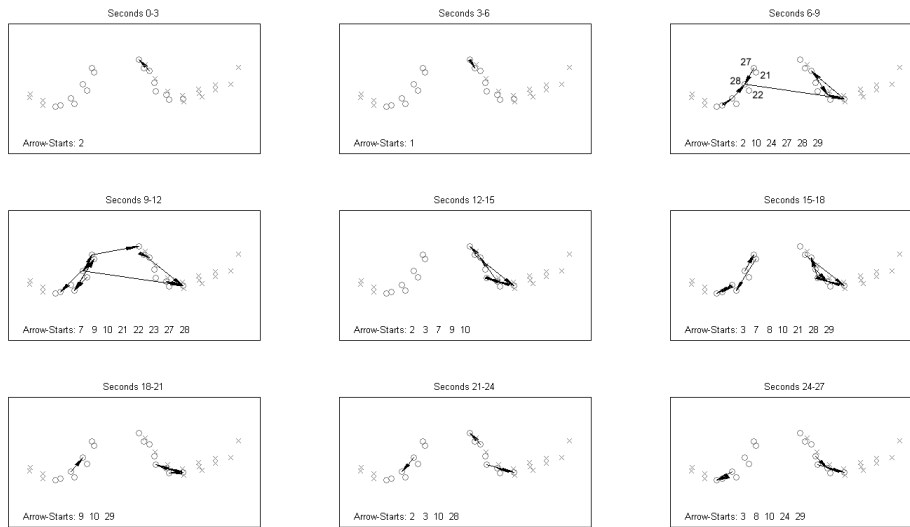 Seconds 0-3
Seconds 3-6
Seconds 6-9
27
21
28
22
Arrow-Starts: 2
Arrow-Starts: 1
Arrow-Starts: 2 10 24 27 28 29
Seconds 9-12
Seconds 12-15
Seconds 15-18
Arrow-Starts: 7 9 10 21 22 23 27 28
Arrow-Starts: 2 3 7 9 10
Arrow-Starts: 3 7 8 10 21 28 29
Seconds 18-21
Seconds 21-24
Seconds 24-27
Arrow-Starts: 9 10 29
Arrow-Starts: 2 3 10 28
Arrow-Starts: 3 8 10 24 29